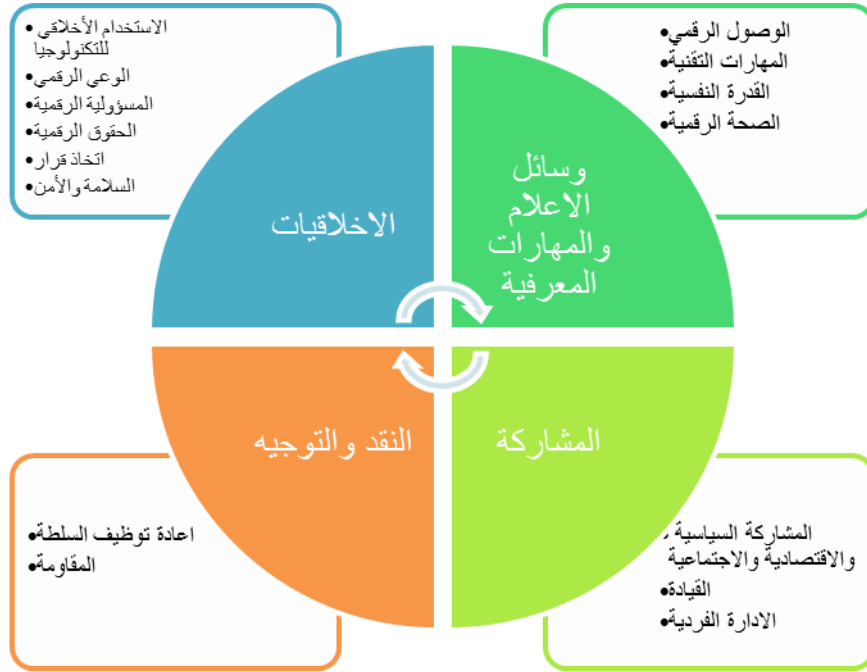 •الوصول الرقمي
•المهارات التقنية
•القدرة النفسية
•الصحة الرقمية
•الاستخدام الأخلاقي
للتكنولوجيا
•الوعي الرقمي
•المسؤولية الرقمية
•الحقوق الرقمية
•اتخاذ قرار
•السلامة والأمن
وسائل
الاعلام
والمهارات
المعرفية
الاخلاقيات
المشاركة
النقد والتوجيه
•المشاركة السياسية
والاقتصادية والاجتماعية
•القيادة
•الادارة الفردية
•اعادة توظيف السلطة
•المقاومة